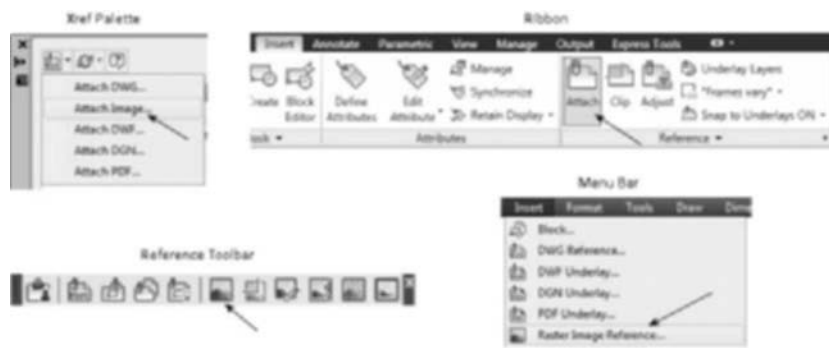 Xref Palette
Attach DWG...
Attach Image...
Attach DWF...
Attach DGN...
Attach PDF...
Ribbon
Insert Annotate Parametric View Manage Output Express Tools
Create Block Editor
Define Attributes
Edit Attribute
Manage
Synchronize
Retain Display
Attach Clip Adjust
Underlay Layers
*Frames vary*
Snap to Underlays ON
Attributes
Reference
Reference Toolbar
Menu Bar
Insert Format Tools Draw
Block...
DWG Reference...
DWF Underlay...
DGN Underlay...
PDF Underlay...
Raster Image Reference...